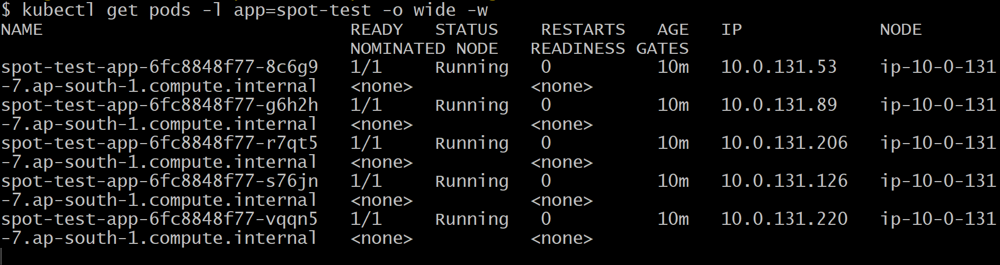 $ kubectl get pods -l app=spot-test -o wide -w
NAME                             READY   STATUS    RESTARTS   AGE   IP             NODE
                                 NOMINATED NODE   READINESS GATES
spot-test-app-6fc8848f77-8c6g9   1/1     Running   0          10m   10.0.131.53    ip-10-0-131
-7.ap-south-1.compute.internal   <none>           <none>
spot-test-app-6fc8848f77-g6h2h   1/1     Running   0          10m   10.0.131.89    ip-10-0-131
-7.ap-south-1.compute.internal   <none>           <none>
spot-test-app-6fc8848f77-r7qt5   1/1     Running   0          10m   10.0.131.206   ip-10-0-131
-7.ap-south-1.compute.internal   <none>           <none>
spot-test-app-6fc8848f77-s76jn   1/1     Running   0          10m   10.0.131.126   ip-10-0-131
-7.ap-south-1.compute.internal   <none>           <none>
spot-test-app-6fc8848f77-vqqn5   1/1     Running   0          10m   10.0.131.220   ip-10-0-131
-7.ap-south-1.compute.internal   <none>           <none>